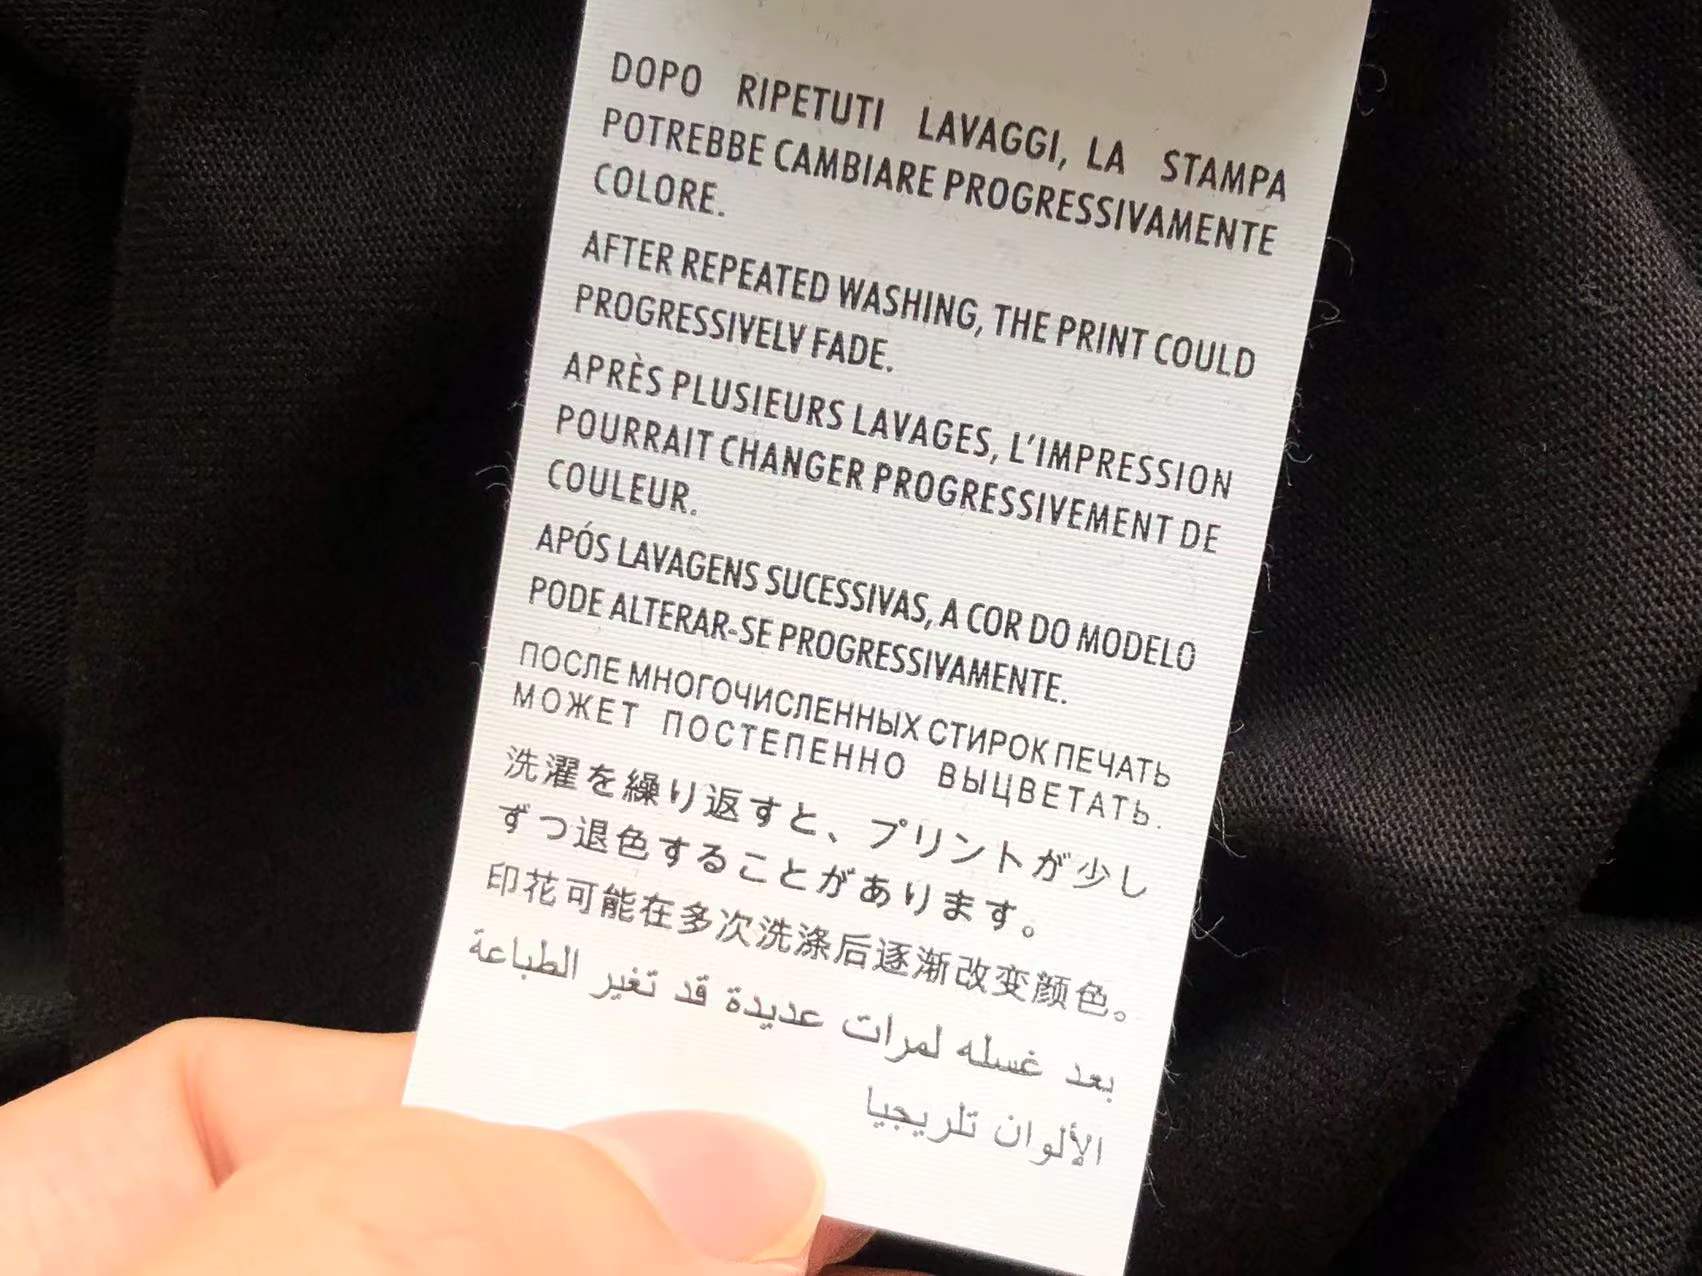 DOPO RIPETUTI LAVAGGI, LA STAMPA
POTREBBE CAMBIARE PROGRESSIVAMENTE
COLORE.
AFTER REPEATED WASHING, THE PRINT COULD
PROGRESSIVELV FADE.
APRÈS PLUSIEURS LAVAGES, L'IMPRESSION
POURRAIT CHANGER PROGRESSIVEMENT DE
COULEUR.
APÓS LAVAGENS SUCESSIVAS, A COR DO MODELO
PODE ALTERAR-SE PROGRESSIVAMENTE.
ПОСЛЕ МНОГОЧИСЛЕННЫХ СТИРОК ПЕЧАТЬ
МОЖЕТ ПОСТЕПЕННО ВЫЦВЕТАТЬ.
洗濯を繰り返すと、プリントが少し
ずつ退色することがあります。
印花可能在多次洗涤后逐渐改变颜色。
بعد غسله لمرات عديدة قد تغير الطباعة
الألوان تلريجيا